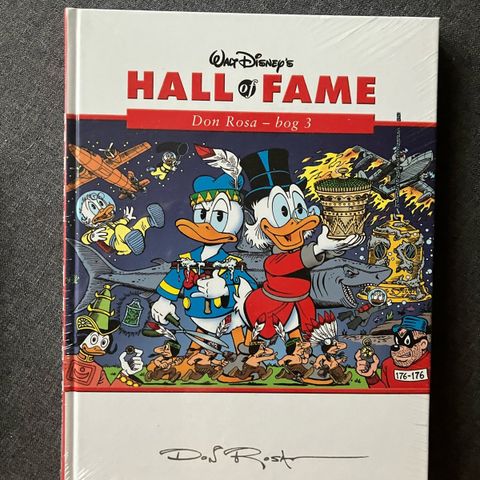 Walt Disney's
HALL of FAME
Don Rosa – bog 3
176-176
Don Rosa